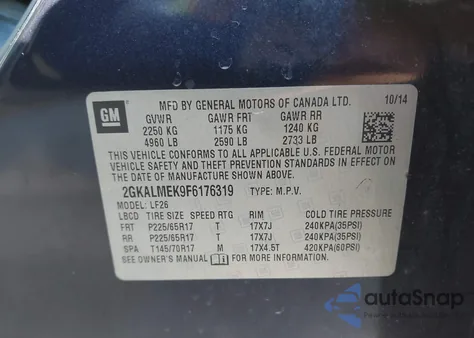 GM
MFD BY GENERAL MOTORS OF CANADA LTD. 10/14
GVWR GAWR FRT GAWR RR
2250 KG 1175 KG 1240 KG
4960 LB 2590 LB 2733 LB
THIS VEHICLE CONFORMS TO ALL APPLICABLE U.S. FEDERAL MOTOR
VEHICLE SAFETY AND THEFT PREVENTION STANDARDS IN EFFECT
ON THE DATE OF MANUFACTURE SHOWN ABOVE.
2GKALMEK9F6176319 TYPE: M.P.V.
MODEL: LF26
LBCD TIRE SIZE SPEED RTG RIM COLD TIRE PRESSURE
FRT P225/65R17 T 17X7J 240KPA(35PSI)
RR P225/65R17 T 17X7J 240KPA(35PSI)
SPA T145/70R17 M 17X4.5T 420KPA(60PSI)
SEE OWNER'S MANUAL FOR MORE INFORMATION.
autoSnap
Powered by AutoBidMaster